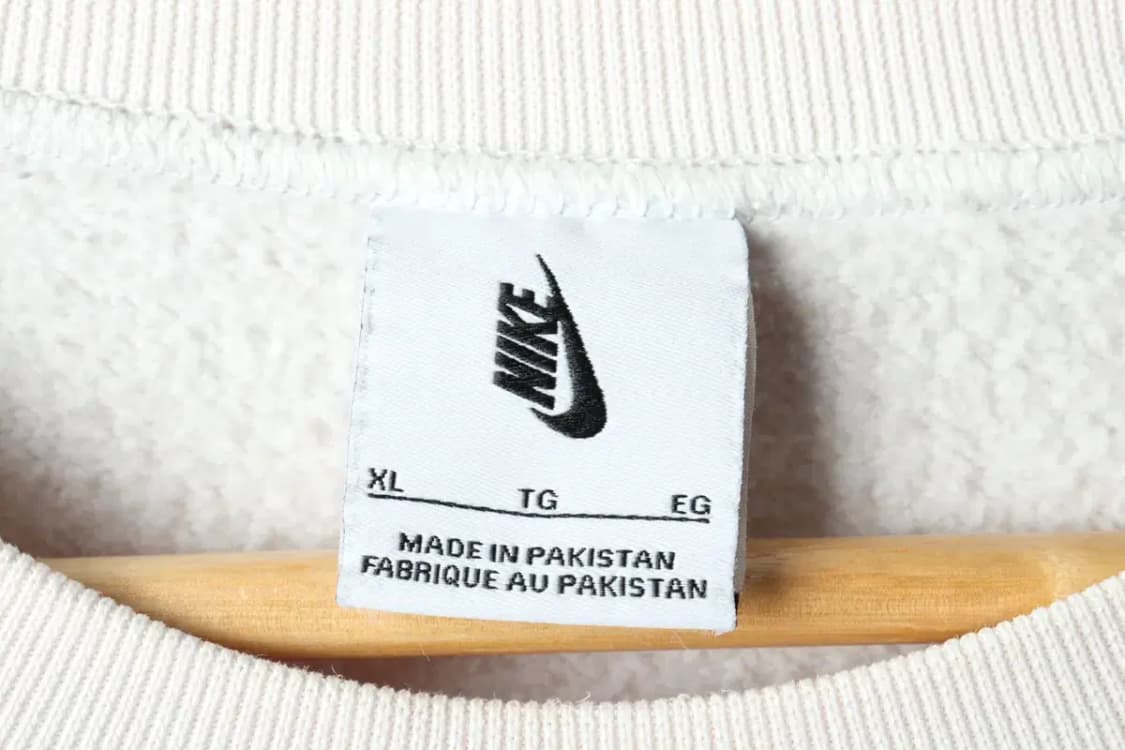 NIKE
XL TG EG
MADE IN PAKISTAN
FABRIQUE AU PAKISTAN